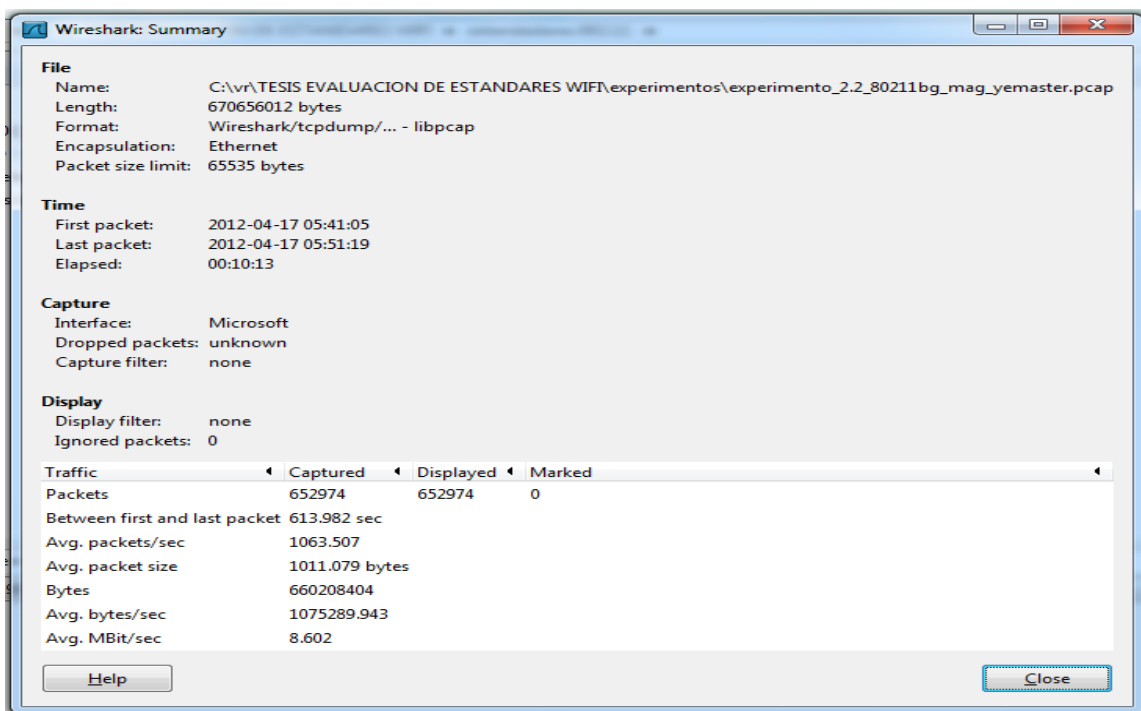 Wireshark: Summary
File
Name: C:\vr\TESIS EVALUACION DE ESTANDARES WIFI\experimentos\experimento_2.2_80211bg_mag_yemaster.pcap
Length: 670656012 bytes
Format: Wireshark/tcpdump/... - libpcap
Encapsulation: Ethernet
Packet size limit: 65535 bytes
Time
First packet: 2012-04-17 05:41:05
Last packet: 2012-04-17 05:51:19
Elapsed: 00:10:13
Capture
Interface: Microsoft
Dropped packets: unknown
Capture filter: none
Display
Display filter: none
Ignored packets: 0
Traffic Captured Displayed Marked
Packets 652974 652974 0
Between first and last packet 613.982 sec
Avg. packets/sec 1063.507
Avg. packet size 1011.079 bytes
Bytes 660208404
Avg. bytes/sec 1075289.943
Avg. MBit/sec 8.602
Help Close